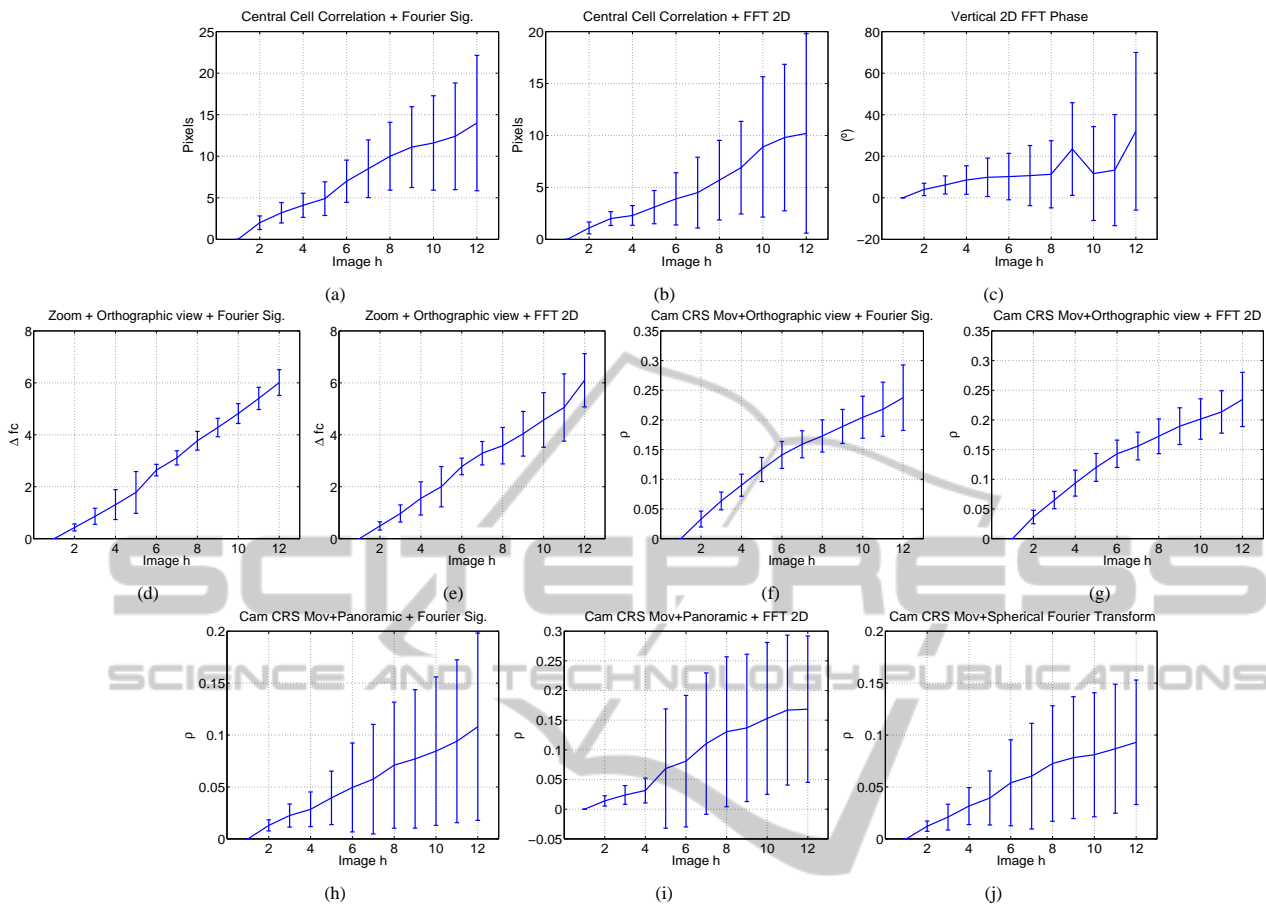 Central Cell Correlation + Fourier Sig.
25
20
15
10
5
0
Pixels
2 4 6 8 10 12
Image h
(a)
Central Cell Correlation + FFT 2D
20
15
10
5
0
Pixels
2 4 6 8 10 12
Image h
(b)
Vertical 2D FFT Phase
80
60
40
20
0
−20
(º)
2 4 6 8 10 12
Image h
(c)
Zoom + Orthographic view + Fourier Sig.
8
6
4
2
0
Δ fc
2 4 6 8 10 12
Image h
(d)
Zoom + Orthographic view + FFT 2D
8
6
4
2
0
Δ fc
2 4 6 8 10 12
Image h
(e)
Cam CRS Mov+Orthographic view + Fourier Sig.
0.35
0.3
0.25
0.2
0.15
0.1
0.05
0
ρ
2 4 6 8 10 12
Image h
(f)
Cam CRS Mov+Orthographic view + FFT 2D
0.35
0.3
0.25
0.2
0.15
0.1
0.05
0
ρ
2 4 6 8 10 12
Image h
(g)
SCITEPRESS
SCIENCE AND TECHNOLOGY PUBLICATIONS
Cam CRS Mov+Panoramic + Fourier Sig.
0.2
0.15
0.1
0.05
0
ρ
2 4 6 8 10 12
Image h
(h)
Cam CRS Mov+Panoramic + FFT 2D
0.3
0.25
0.2
0.15
0.1
0.05
0
−0.05
ρ
2 4 6 8 10 12
Image h
(i)
Cam CRS Mov+Spherical Fourier Transform
0.2
0.15
0.1
0.05
0
ρ
2 4 6 8 10 12
Image h
(j)